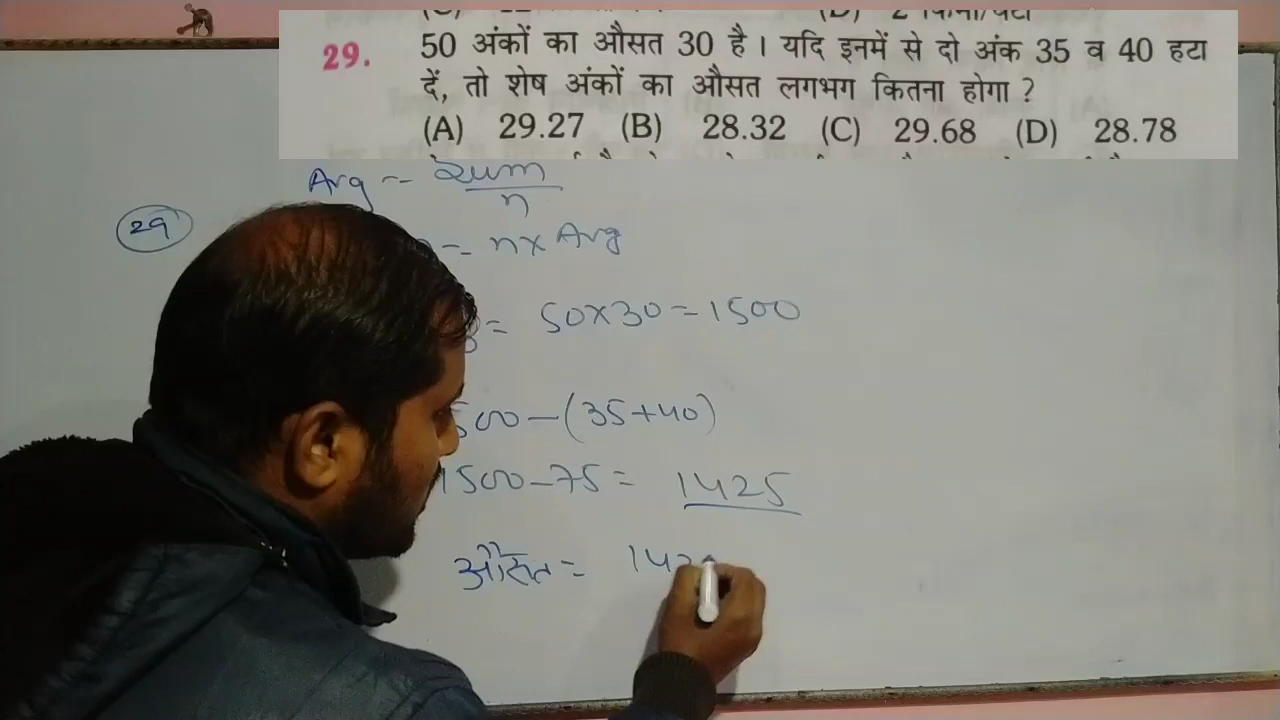 29. 50 अंकों का औसत 30 है। यदि इनमें से दो अंक 35 व 40 हटा
दें, तो शेष अंकों का औसत लगभग कितना होगा ?
(A) 29.27 (B) 28.32 (C) 29.68 (D) 28.78
Avg = Sum / n
29
= n x Avg
= 50x30=1500
500-(35+40)
1500-75= 1425
औसत= 142